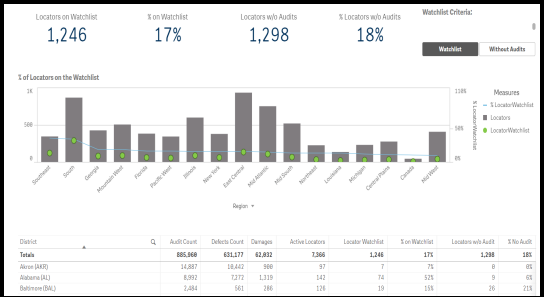 Locators on Watchlist
% on Watchlist
Locators w/o Audits
% Locators w/o Audits
Watchlist Criteria:
1,246
17%
1,298
18%
Watchlist
Without Audits
% of Locators on the Watchlist
1K
500
0
110%
50%
0%
% LocatorWatchlist
Measures
% LocatorWatchlist
Locators
LocatorWatchlist
Southeast
South
Georgia
Mountain West
Florida
Pacific West
Illinois
New York
East Central
Mid Atlantic
Mid South
Northeast
Louisiana
Michigan
Central Plains
Canada
Mid West
Region
District Audit Count Defects Count Damages Active Locators Locator Watchlist % on Watchlist Locators w/o Audit % No Audit
Totals 885,960 631,177 62,032 7,366 1,246 17% 1,298 18%
Akron (AKR) 14,887 18,442 900 97 7 7% 0 0%
Alabama (AL) 8,992 7,272 1,319 142 74 52% 9 6%
Baltimore (BAL) 2,484 561 286 126 19 15% 26 21%